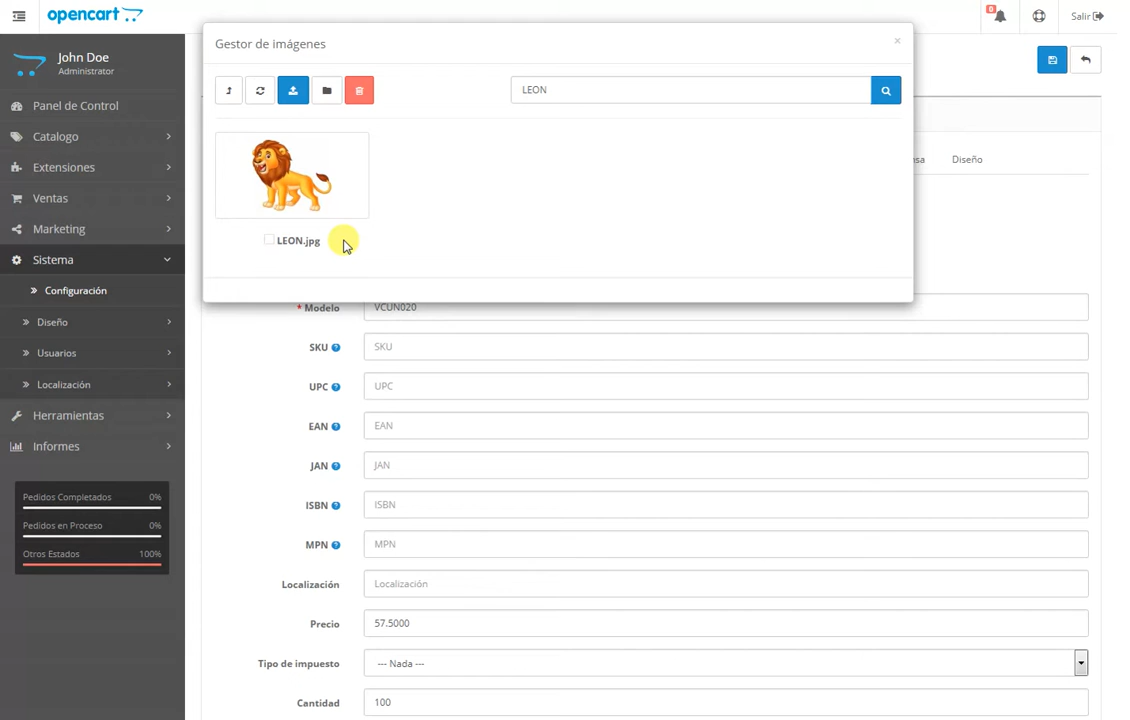 opencart
0
Salir
John Doe
Administrator
Panel de Control
Catalogo
Extensiones
Ventas
Marketing
Sistema
Configuración
Diseño
Usuarios
Localización
Herramientas
Informes
Pedidos Completados 0%
Pedidos en Proceso 0%
Otros Estados 100%
Gestor de imágenes
×
LEON
LEON.jpg
Diseño
* Modelo VCUN020
SKU SKU
UPC UPC
EAN EAN
JAN JAN
ISBN ISBN
MPN MPN
Localización Localización
Precio 57.5000
Tipo de impuesto --- Nada ---
Cantidad 100